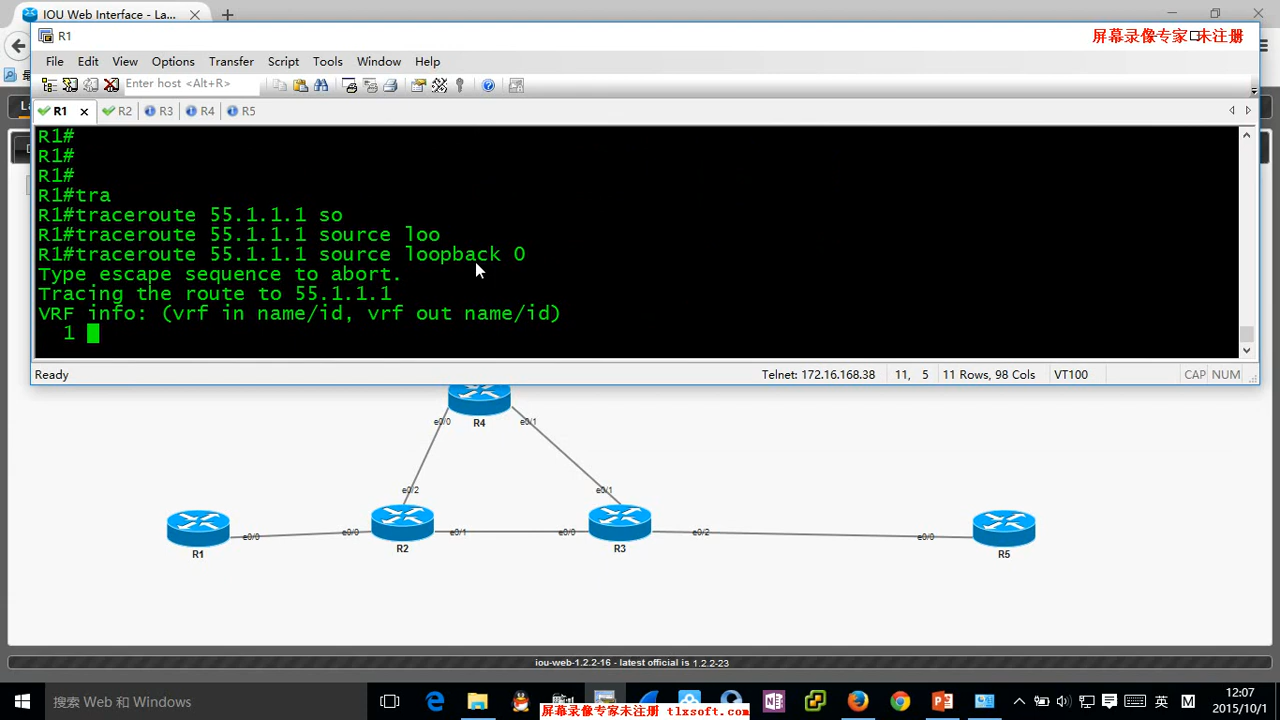 IOU Web Interface - La...
R1
屏幕录像专家 未注册
File Edit View Options Transfer Script Tools Window Help
Enter host <Alt+R>
R1 R2 R3 R4 R5
R1#
R1#
R1#
R1#tra
R1#traceroute 55.1.1.1 so
R1#traceroute 55.1.1.1 source loo
R1#traceroute 55.1.1.1 source loopback 0
Type escape sequence to abort.
Tracing the route to 55.1.1.1
VRF info: (vrf in name/id, vrf out name/id)
1
Ready Telnet: 172.16.168.38 11, 5 11 Rows, 98 Cols VT100 CAP NUM
e0/0 R4 e0/1
e0/2 e0/1
R1 e0/0 e0/0 R2 e0/1 e0/0 R3 e0/2 e0/0 R5
iou-web-1.2.2-16 - latest official is 1.2.2-23
搜索 Web 和 Windows
英 M
12:07
2015/10/1
屏幕录像专家未注册 tlxsoft.com